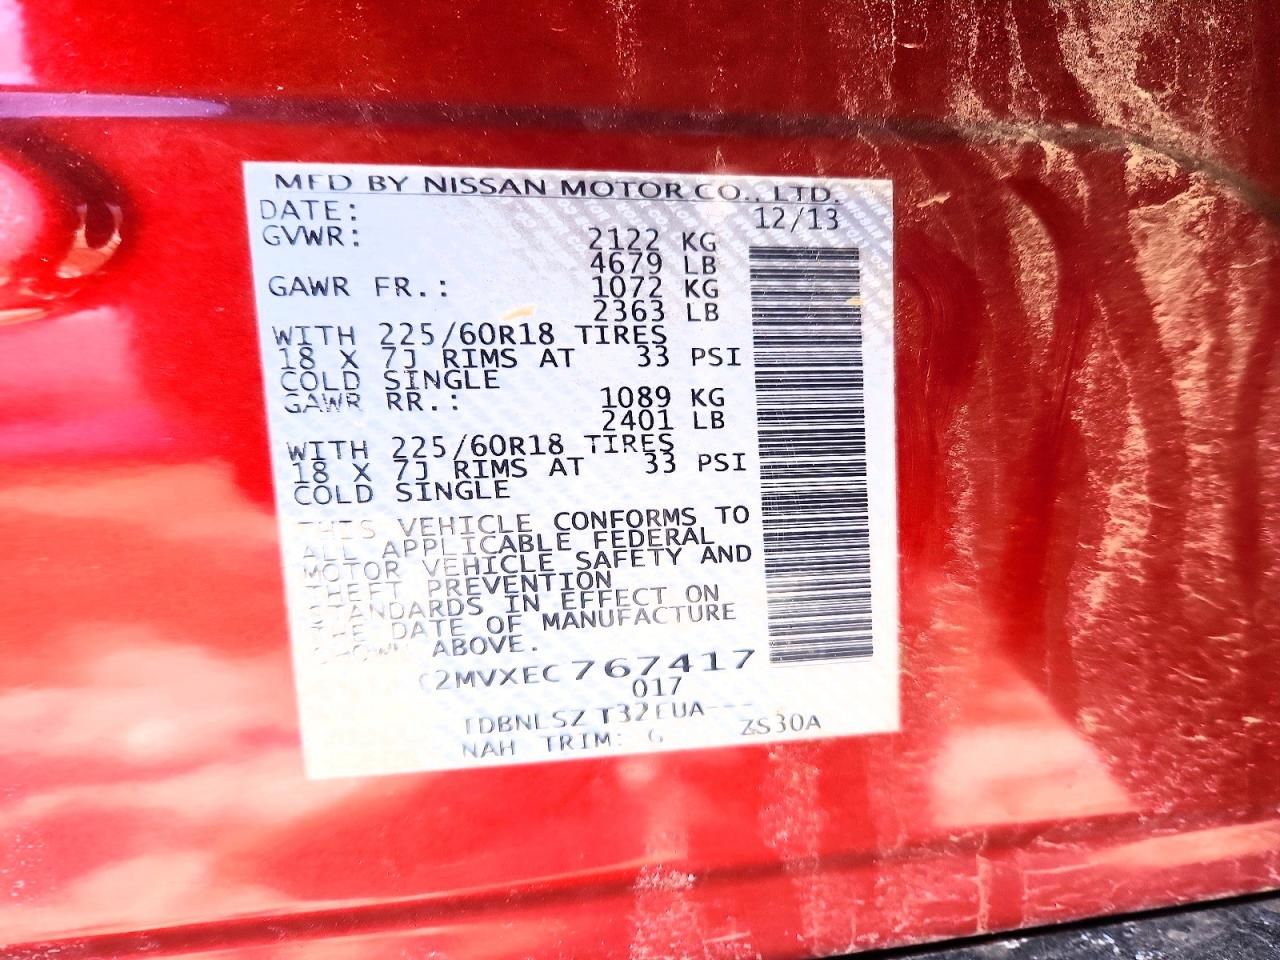 MFD BY NISSAN MOTOR CO., LTD.
DATE: 12/13
GVWR: 2122 KG
4679 LB
GAWR FR.: 1072 KG
2363 LB
WITH 225/60R18 TIRES
18 X 7J RIMS AT 33 PSI
COLD SINGLE
GAWR RR.: 1089 KG
2401 LB
WITH 225/60R18 TIRES
18 X 7J RIMS AT 33 PSI
COLD SINGLE
THIS VEHICLE CONFORMS TO
ALL APPLICABLE FEDERAL
MOTOR VEHICLE SAFETY AND
THEFT PREVENTION
STANDARDS IN EFFECT ON
THE DATE OF MANUFACTURE
SHOWN ABOVE.
2MVXEC767417
017
TDBNLSZ T32EUA---
NAH TRIM: G ZS30A